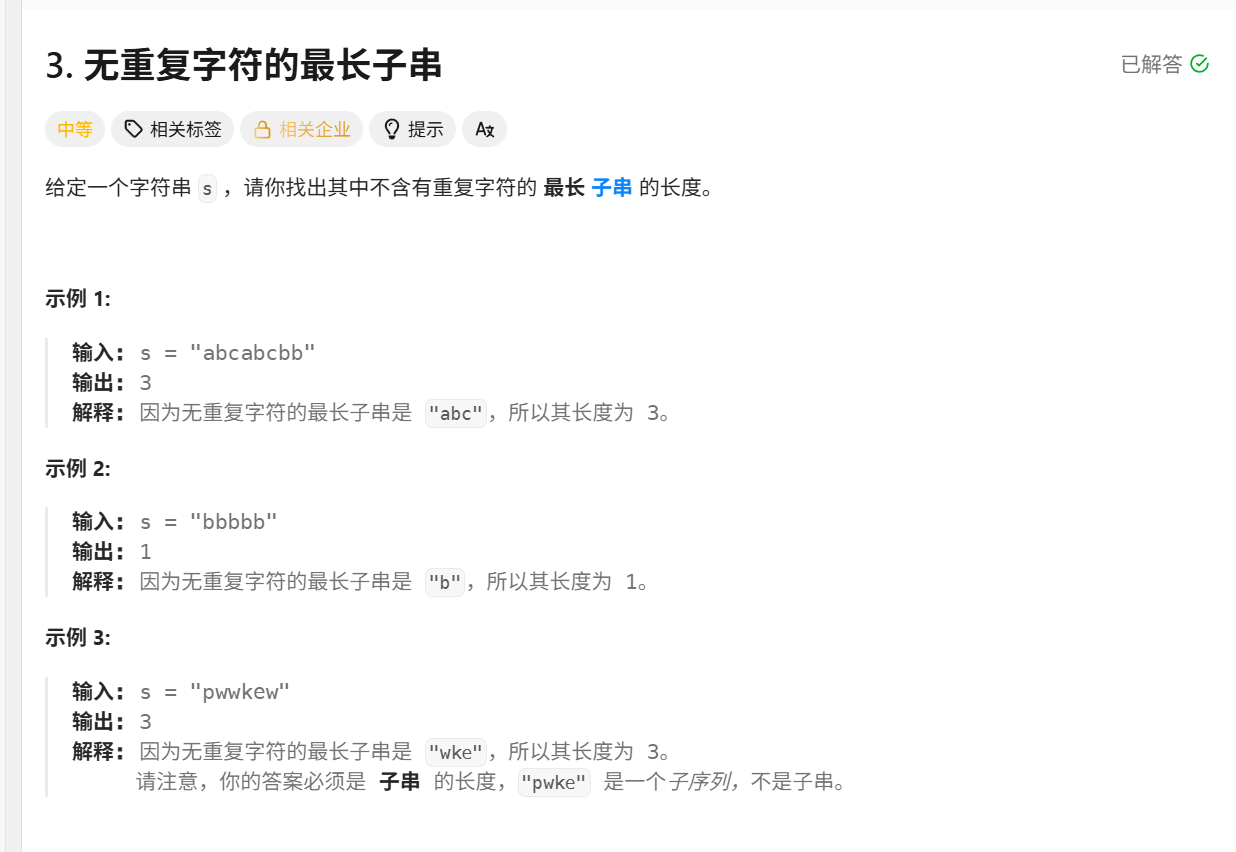 3. 无重复字符的最长子串
已解答
中等 相关标签 相关企业 提示 Aあ
给定一个字符串 s ，请你找出其中不含有重复字符的 最长 子串 的长度。
示例 1:
输入: s = "abcabcbb"
输出: 3
解释: 因为无重复字符的最长子串是 "abc"，所以其长度为 3。
示例 2:
输入: s = "bbbbb"
输出: 1
解释: 因为无重复字符的最长子串是 "b"，所以其长度为 1。
示例 3:
输入: s = "pwwkew"
输出: 3
解释: 因为无重复字符的最长子串是 "wke"，所以其长度为 3。
请注意，你的答案必须是 子串 的长度，"pwke" 是一个子序列，不是子串。